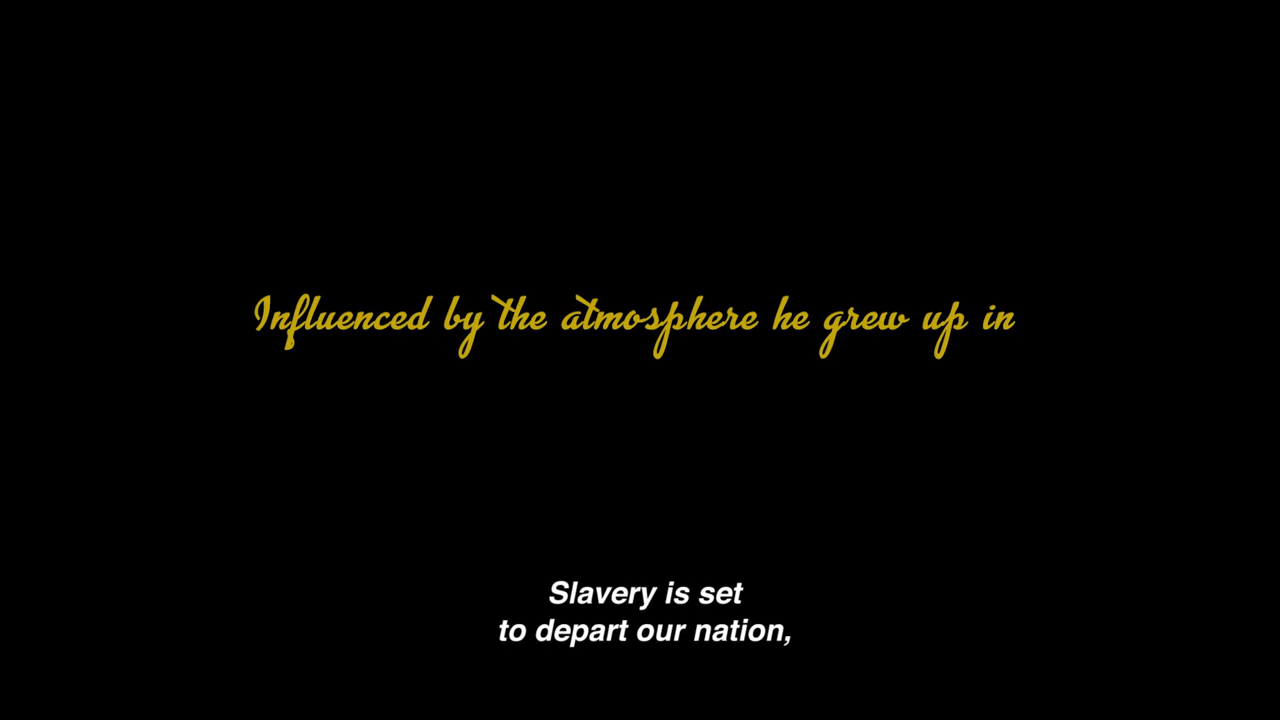 Influenced by the atmosphere he grew up in
Slavery is set
to depart our nation,